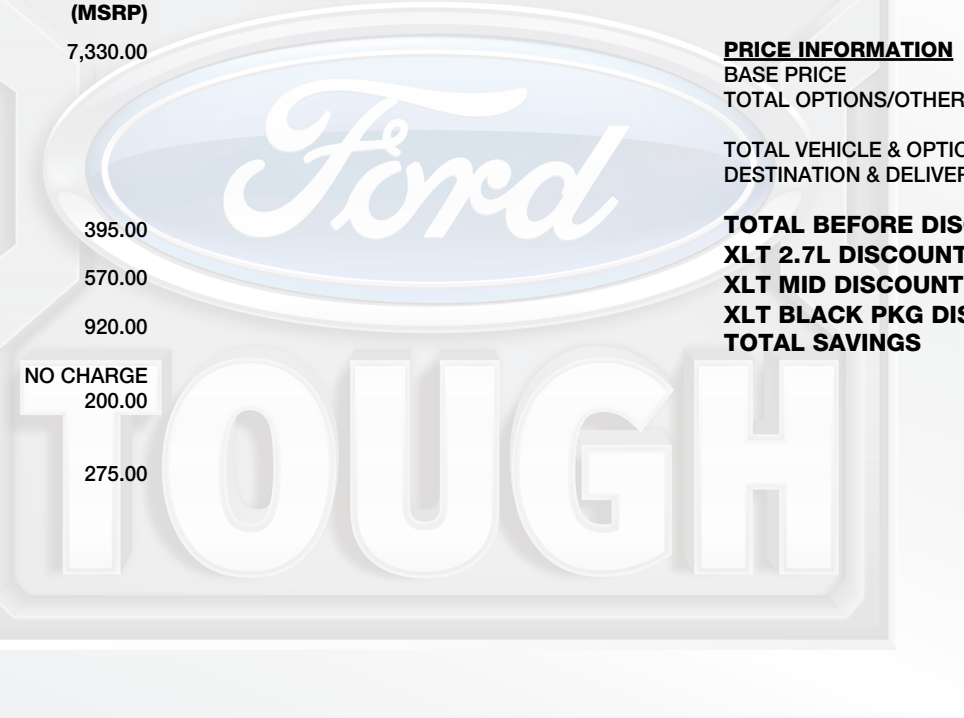 (MSRP)
7,330.00
395.00
570.00
920.00
NO CHARGE
200.00
275.00
PRICE INFORMATION
BASE PRICE
TOTAL OPTIONS/OTHER
TOTAL VEHICLE & OPTIO
DESTINATION & DELIVER
TOTAL BEFORE DIS
XLT 2.7L DISCOUNT
XLT MID DISCOUNT
XLT BLACK PKG DIS
TOTAL SAVINGS
Ford
TOUGH